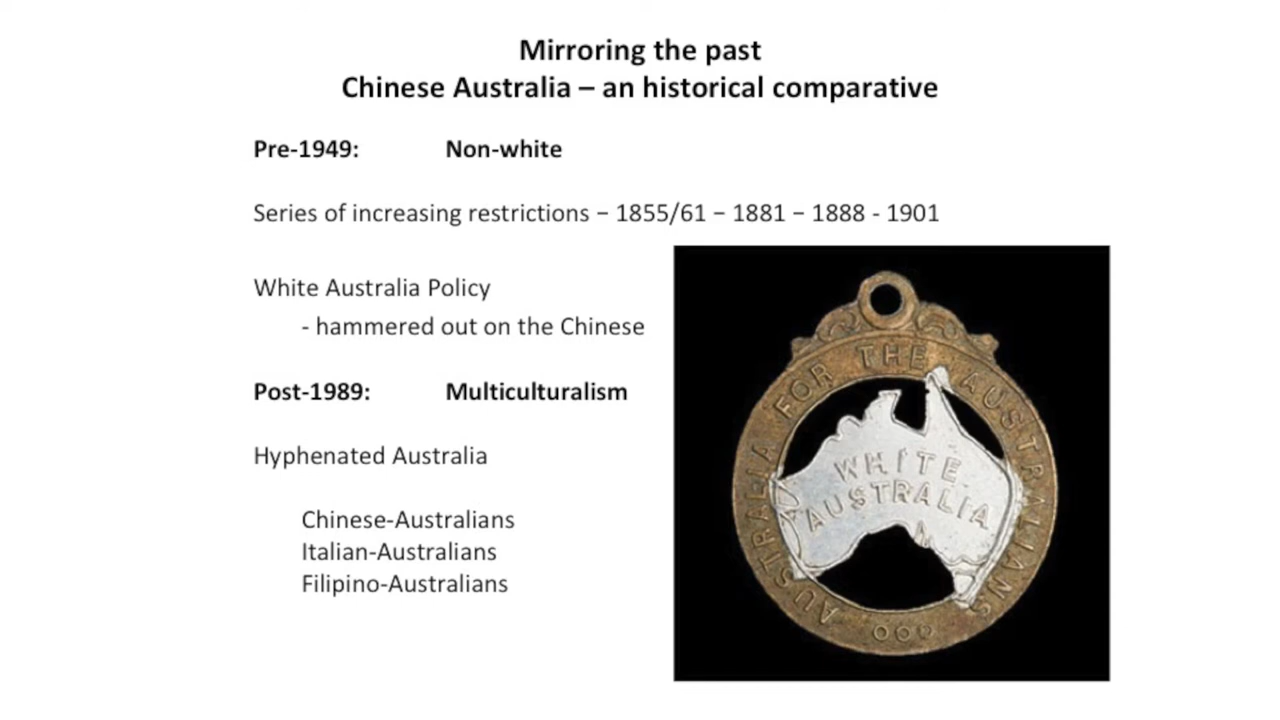 Mirroring the past
Chinese Australia – an historical comparative
Pre-1949: Non-white
Series of increasing restrictions – 1855/61 – 1881 – 1888 - 1901
White Australia Policy
- hammered out on the Chinese
Post-1989: Multiculturalism
Hyphenated Australia
Chinese-Australians
Italian-Australians
Filipino-Australians
AUSTRALIA FOR THE AUSTRALIANS
WHITE
AUSTRALIA